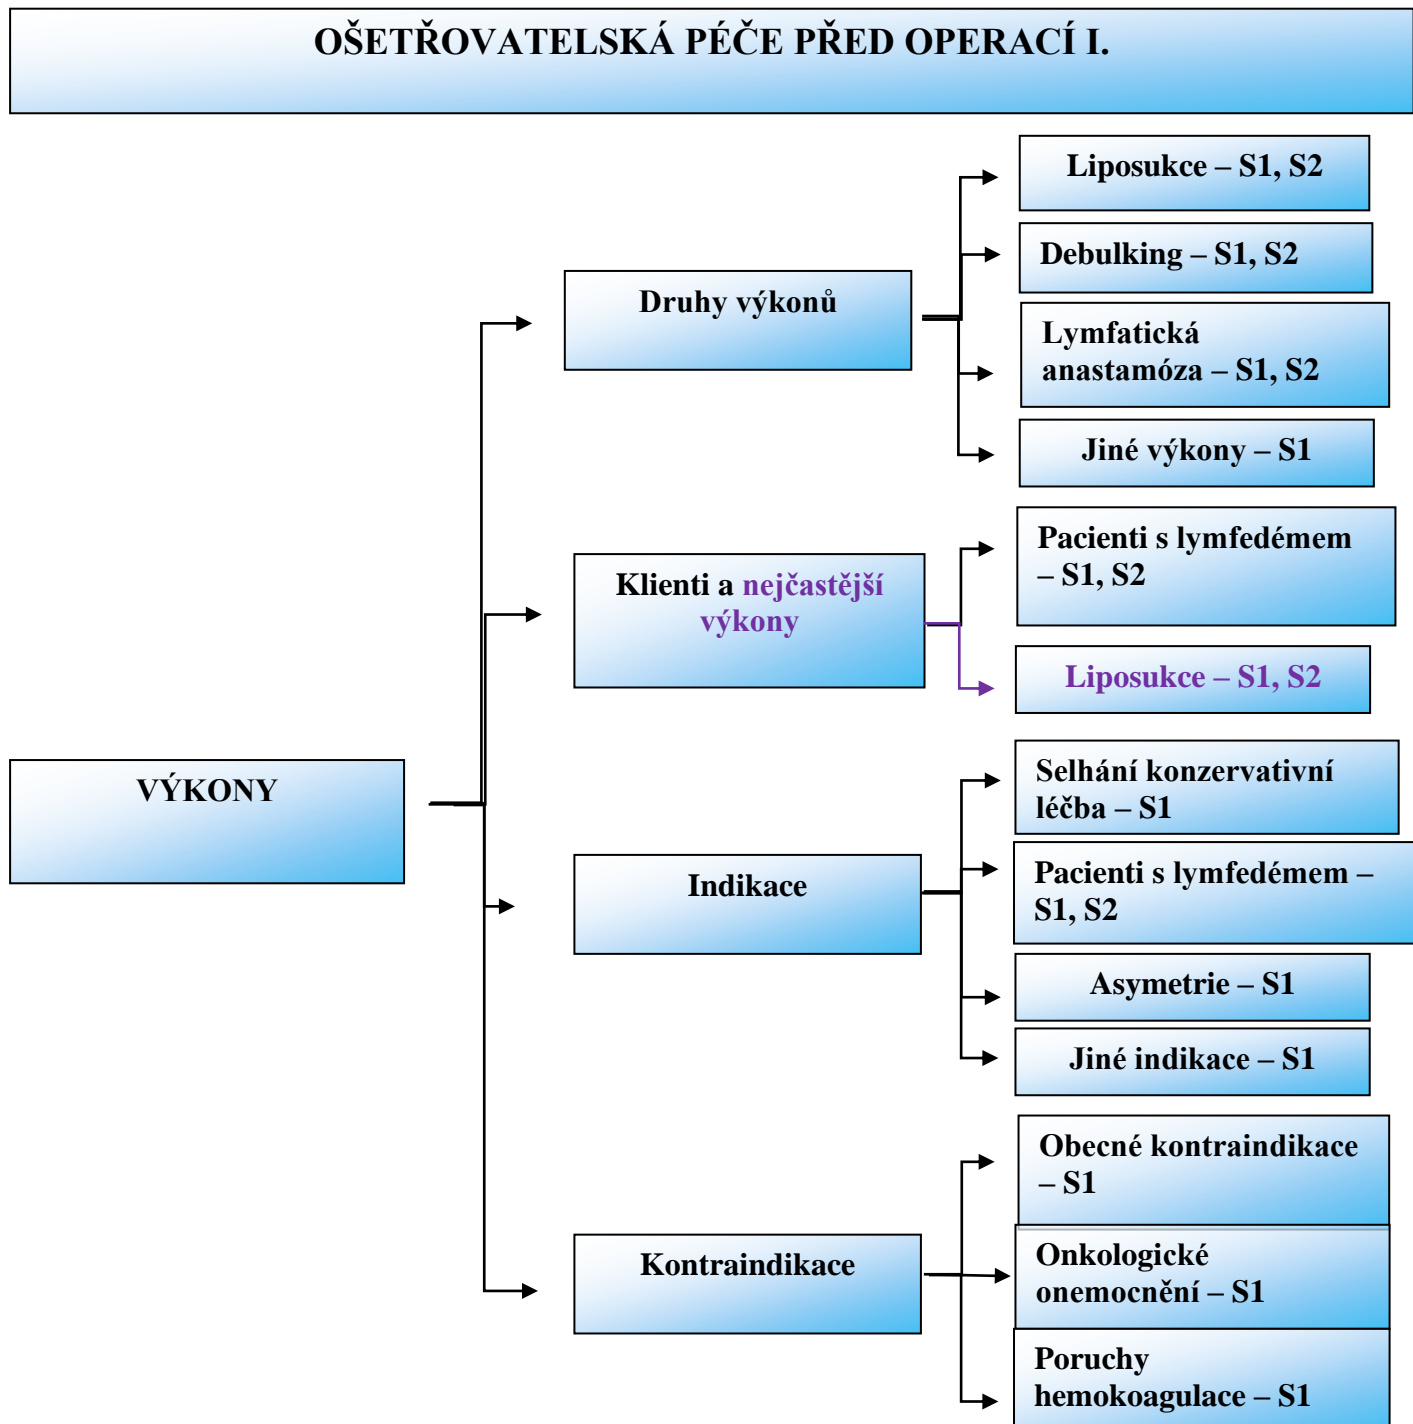 OŠETŘOVATELSKÁ PÉČE PŘED OPERACÍ I.
VÝKONY
Druhy výkonů
Liposukce – S1, S2
Debulking – S1, S2
Lymfatická
anastamóza – S1, S2
Jiné výkony – S1
Klienti a nejčastější
výkony
Pacienti s lymfedémem
– S1, S2
Liposukce – S1, S2
Indikace
Selhání konzervativní
léčba – S1
Pacienti s lymfedémem –
S1, S2
Asymetrie – S1
Jiné indikace – S1
Kontraindikace
Obecné kontraindikace
– S1
Onkologické
onemocnění – S1
Poruchy
hemokoagulace – S1